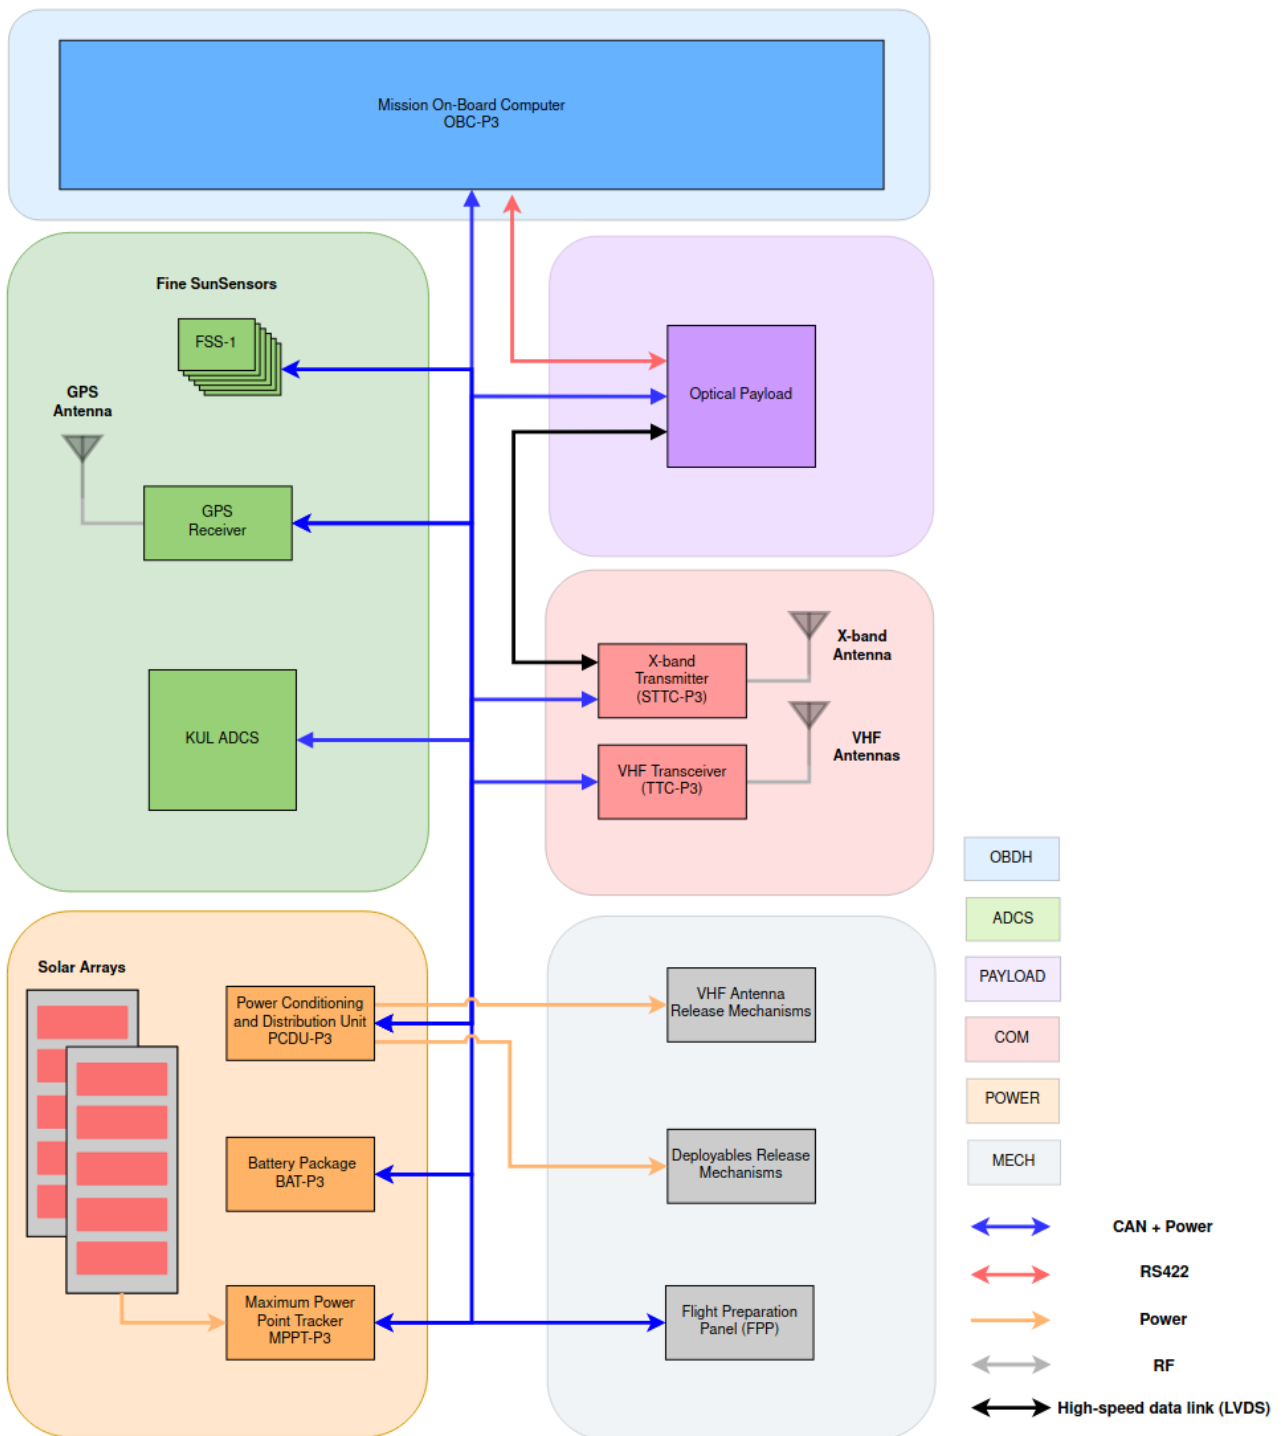 Mission On-Board Computer
OBC-P3
Fine SunSensors
FSS-1
GPS
Antenna
GPS
Receiver
KUL ADCS
Optical Payload
X-band
Transmitter
(STTC-P3)
X-band
Antenna
VHF Transceiver
(TTC-P3)
VHF
Antennas
Solar Arrays
Power Conditioning
and Distribution Unit
PCDU-P3
Battery Package
BAT-P3
Maximum Power
Point Tracker
MPPT-P3
VHF Antenna
Release Mechanisms
Deployables Release
Mechanisms
Flight Preparation
Panel (FPP)
OBDH
ADCS
PAYLOAD
COM
POWER
MECH
CAN + Power
RS422
Power
RF
High-speed data link (LVDS)